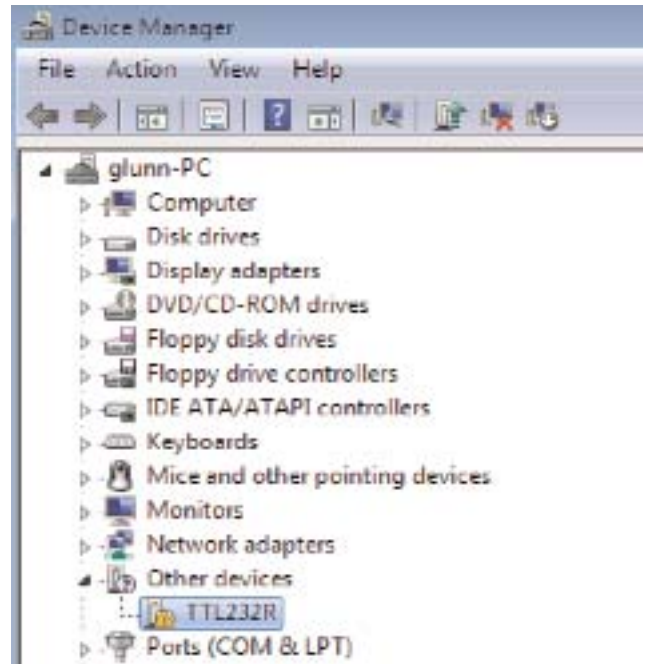 Device Manager
File Action View Help
glunn-PC
Computer
Disk drives
Display adapters
DVD/CD-ROM drives
Floppy disk drives
Floppy drive controllers
IDE ATA/ATAPI controllers
Keyboards
Mice and other pointing devices
Monitors
Network adapters
Other devices
TTL232R
Ports (COM & LPT)